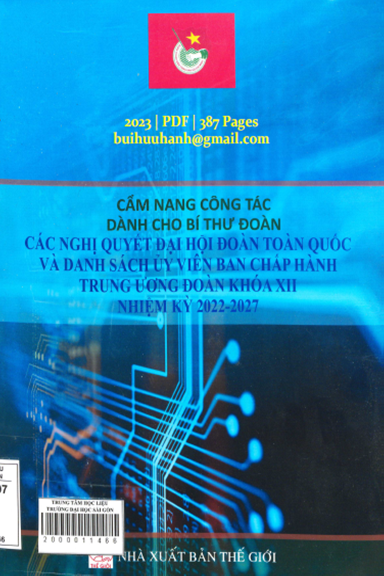 2023 | PDF | 387 Pages
buihuuhanh@gmail.com
CẨM NANG CÔNG TÁC
DÀNH CHO BÍ THƯ ĐOÀN
CÁC NGHỊ QUYẾT ĐẠI HỘI ĐOÀN TOÀN QUỐC
VÀ DANH SÁCH ỦY VIÊN BAN CHẤP HÀNH
TRUNG ƯƠNG ĐOÀN KHÓA XII
NHIỆM KỲ 2022-2027
TRUNG TÂM HỌC LIỆU
TRƯỜNG ĐẠI HỌC SÀI GÒN
2000011466
NHÀ XUẤT BẢN THẾ GIỚI